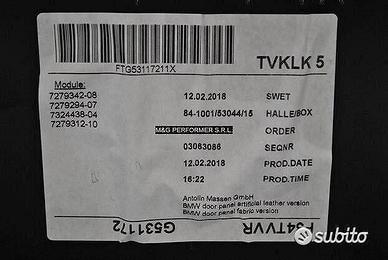 TVKLK 5
FTG53117211X
Module:
7279342-08
7279294-07
7324438-04
7279312-10
12.02.2018 SWET
84-1001/53044/15 HALLE/BOX
M&G PERFORMER S.R.L. ORDER
03063086 SEQNR
12.02.2018 PROD.DATE
16:22 PROD.TIME
Antolin Massen GmbH
BMW door panel artificial leather version
BMW door panel fabric version
G531172
subito